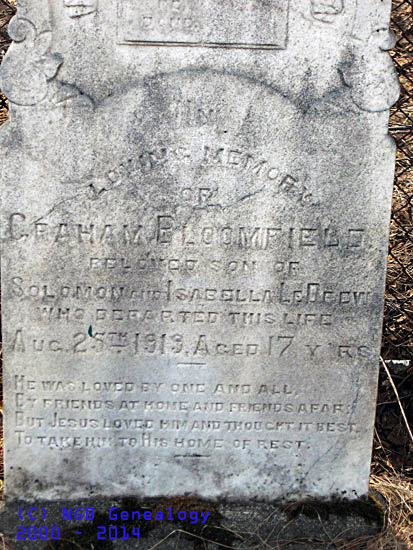 IN
LOVING MEMORY
OF
GRAHAM BLOOMFIELD
BELOVED SON OF
SOLOMON AND ISABELLA LEDREW
WHO DEPARTED THIS LIFE
AUG. 25TH 1919, AGED 17 Y'RS
HE WAS LOVED BY ONE AND ALL,
BY FRIENDS AT HOME AND FRIENDS AFAR;
BUT JESUS LOVED HIM AND THOUGHT IT BEST
TO TAKE HIM TO HIS HOME OF REST.
(C) NGB Genealogy
2000 - 2014